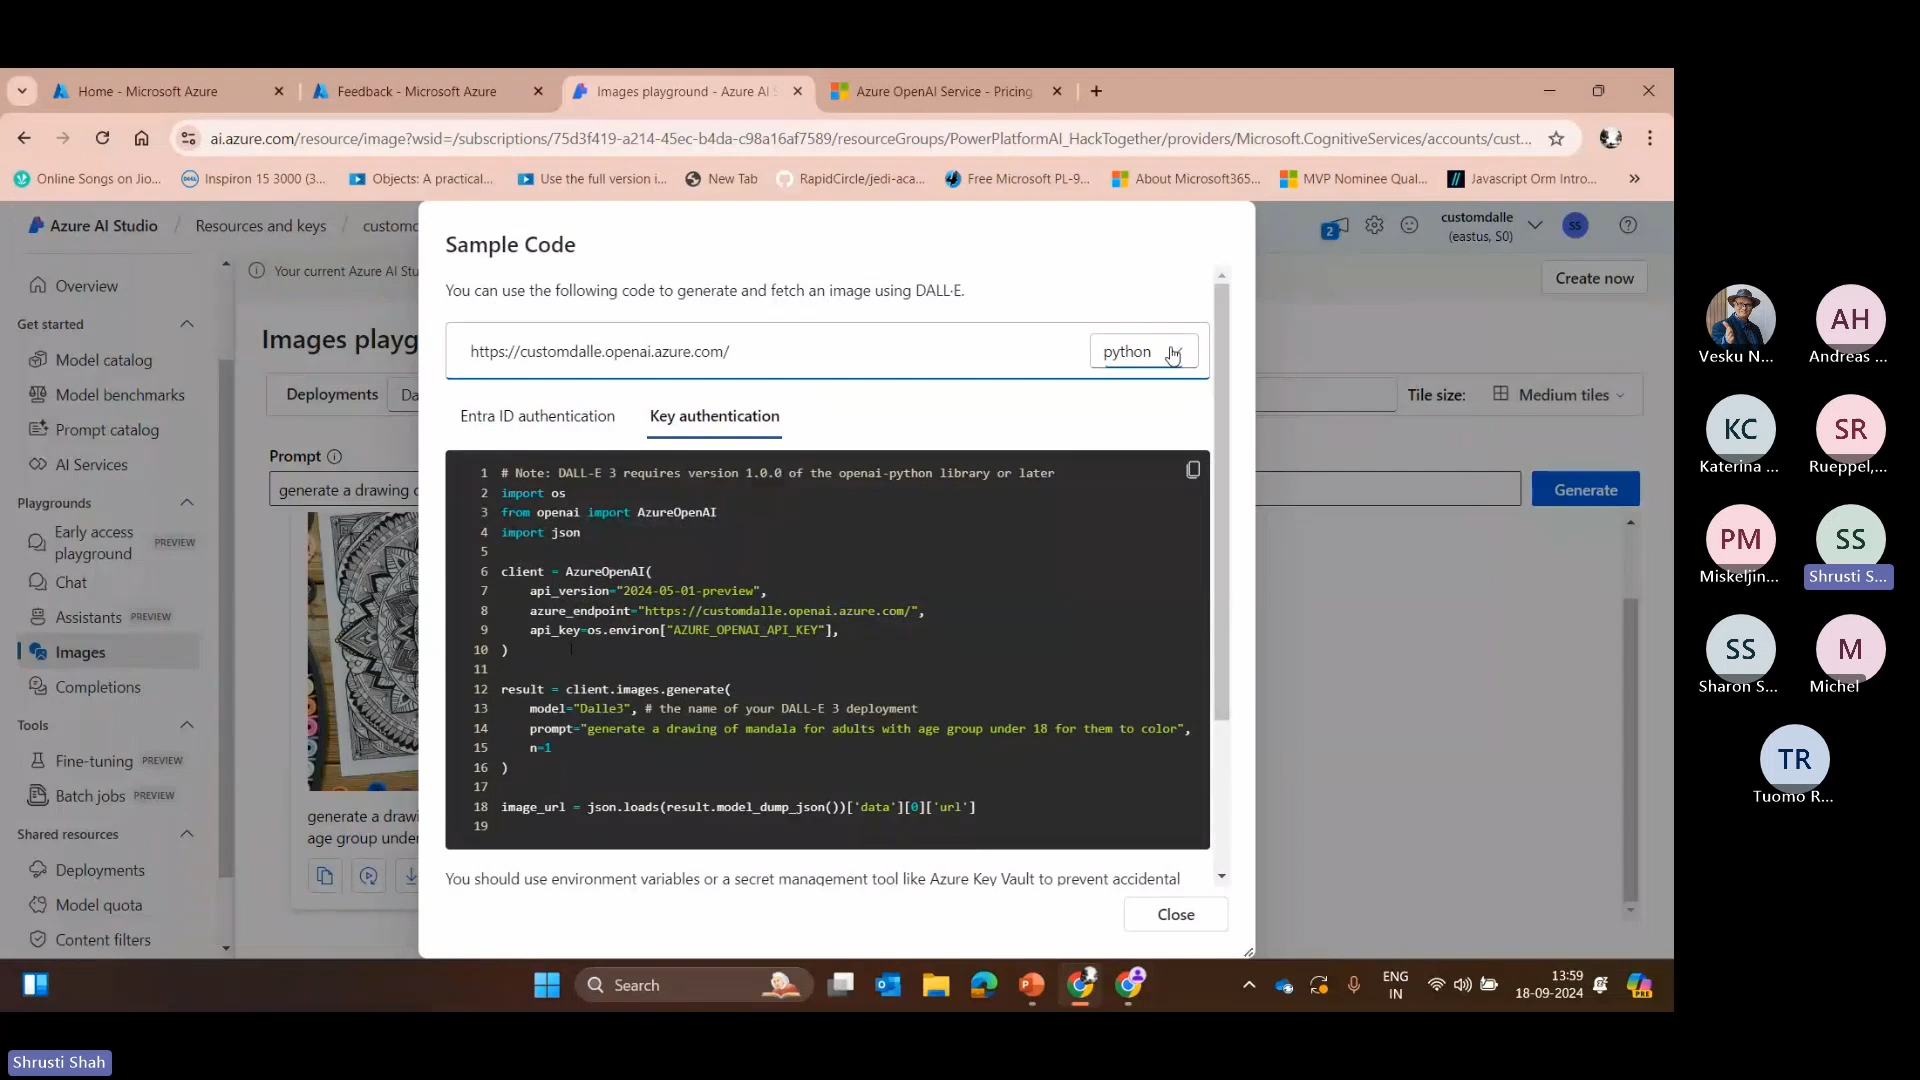 Home - Microsoft Azure
Feedback - Microsoft Azure
Images playground - Azure AI S
Azure OpenAI Service - Pricing
ai.azure.com/resource/image?wsid=/subscriptions/75d3f419-a214-45ec-b4da-c98a16af7589/resourceGroups/PowerPlatformAI_HackTogether/providers/Microsoft.CognitiveServices/accounts/cust...
Online Songs on Jio...
Inspiron 15 3000 (3...
Objects: A practical...
Use the full version i...
New Tab
RapidCircle/jedi-aca...
Free Microsoft PL-9...
About Microsoft365...
MVP Nominee Qual...
Javascript Orm Intro...
Azure AI Studio / Resources and keys / customd
2
customdalle
(eastus, S0)
SS
Your current Azure AI Stu
Create now
Overview
Get started
Model catalog
Model benchmarks
Prompt catalog
AI Services
Playgrounds
Early access
playground PREVIEW
Chat
Assistants PREVIEW
Images
Completions
Tools
Fine-tuning PREVIEW
Batch jobs PREVIEW
Shared resources
Deployments
Model quota
Content filters
Images playg
Deployments Da
Tile size: Medium tiles
Prompt
generate a drawing o
Generate
generate a drawi
age group under
Sample Code
You can use the following code to generate and fetch an image using DALL·E.
https://customdalle.openai.azure.com/
python
Entra ID authentication
Key authentication
1 # Note: DALL-E 3 requires version 1.0.0 of the openai-python library or later
2 import os
3 from openai import AzureOpenAI
4 import json
5
6 client = AzureOpenAI(
7 api_version="2024-05-01-preview",
8 azure_endpoint="https://customdalle.openai.azure.com/",
9 api_key=os.environ["AZURE_OPENAI_API_KEY"],
10 )
11
12 result = client.images.generate(
13 model="Dalle3", # the name of your DALL-E 3 deployment
14 prompt="generate a drawing of mandala for adults with age group under 18 for them to color",
15 n=1
16 )
17
18 image_url = json.loads(result.model_dump_json())['data'][0]['url']
19
You should use environment variables or a secret management tool like Azure Key Vault to prevent accidental
Close
Search
ENG
IN
13:59
18-09-2024
PRE
Vesku N...
AH
Andreas ...
KC
Katerina ...
SR
Rueppel,...
PM
Miskeljin...
SS
Shrusti S...
SS
Sharon S...
M
Michel
TR
Tuomo R...
Shrusti Shah